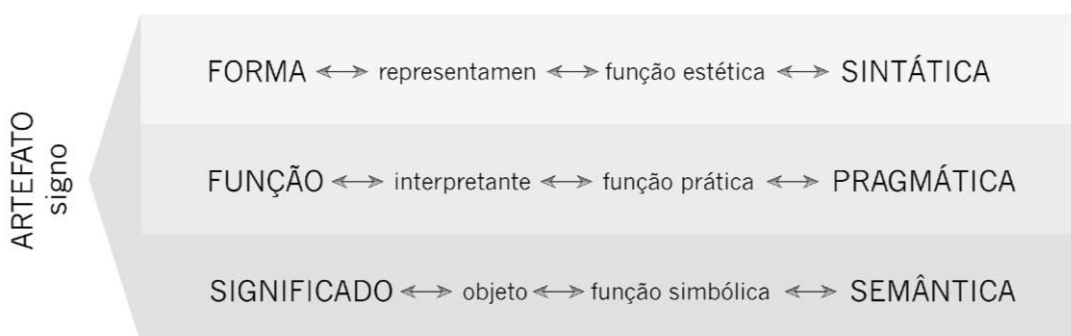 ARTEFATO
signo
FORMA representamen função estética SINTÁTICA
FUNÇÃO interpretante função prática PRAGMÁTICA
SIGNIFICADO objeto função simbólica SEMÂNTICA